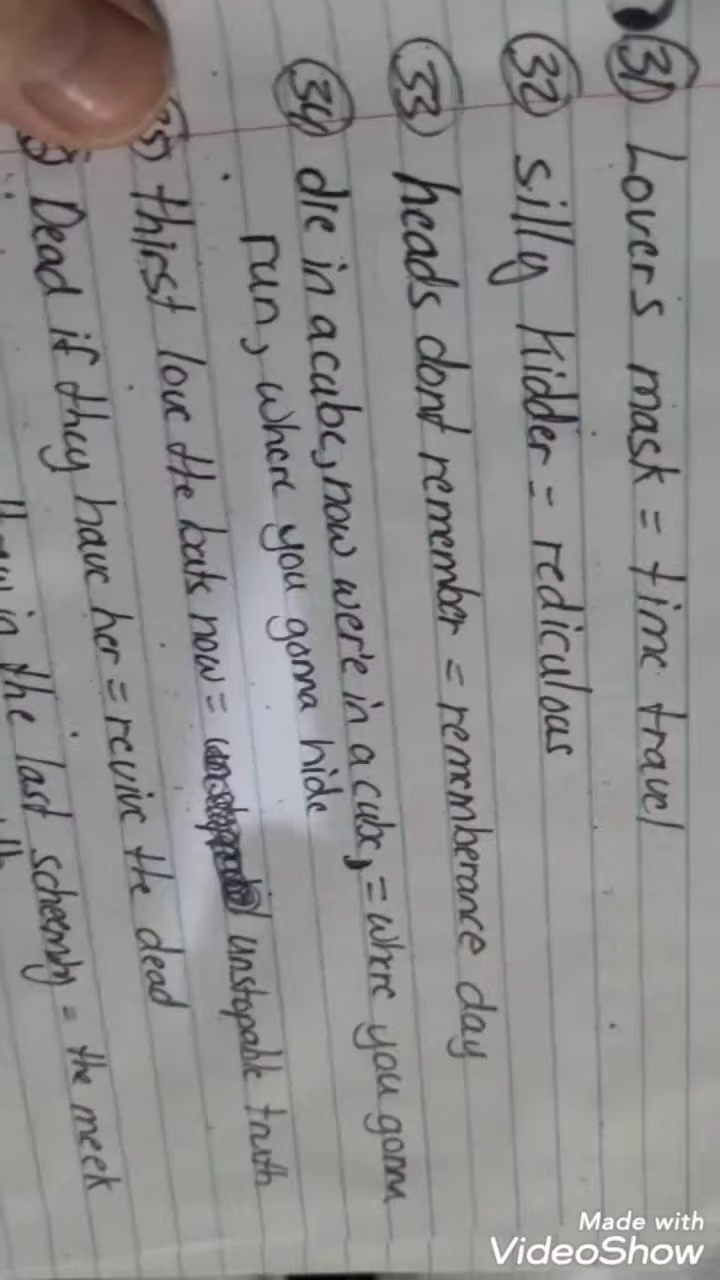 31) Lovers mask = time travel
32) silly kidder = rediculous
33) heads dont remember = rememberance day
34) die in a cube, now we're in a cube, = where you gonna
run, where you gonna hide
35) thirst love the bats now = unstopable truth
Dead if they have her = revive the dead
in the last = the meek
Made with
VideoShow